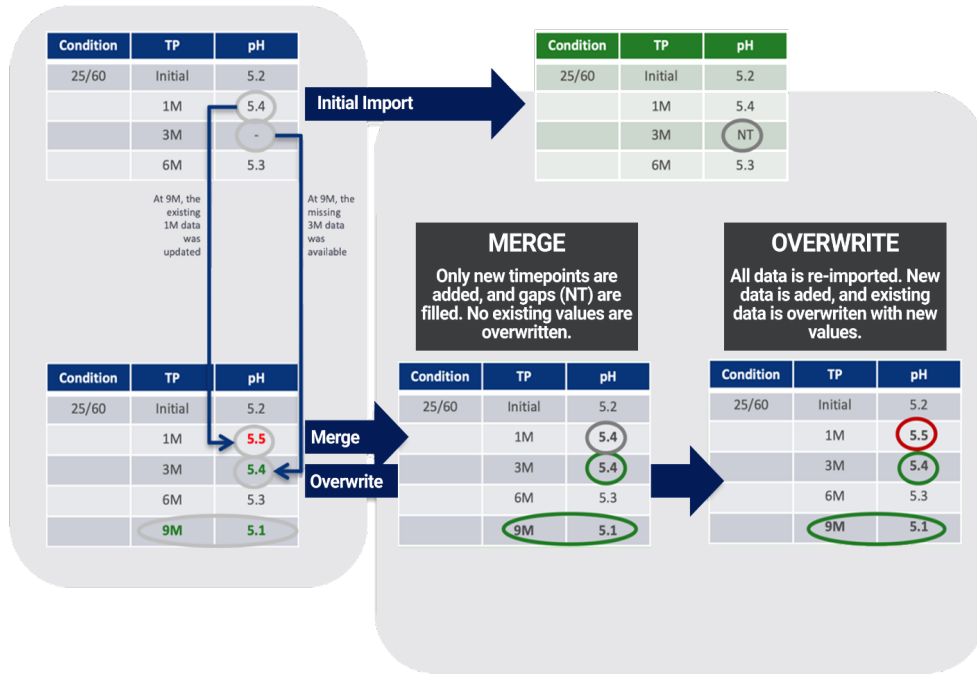 Condition TP pH
25/60 Initial 5.2
1M 5.4
3M -
6M 5.3
Initial Import
Condition TP pH
25/60 Initial 5.2
1M 5.4
3M NT
6M 5.3
At 9M, the
existing
1M data
was
updated
At 9M, the
missing
3M data
was
available
MERGE
Only new timepoints are
added, and gaps (NT) are
filled. No existing values are
overwritten.
OVERWRITE
All data is re-imported. New
data is aded, and existing
data is overwriten with new
values.
Condition TP pH
25/60 Initial 5.2
1M 5.5
3M 5.4
6M 5.3
9M 5.1
Merge
Overwrite
Condition TP pH
25/60 Initial 5.2
1M 5.4
3M 5.4
6M 5.3
9M 5.1
Condition TP pH
25/60 Initial 5.2
1M 5.5
3M 5.4
6M 5.3
9M 5.1